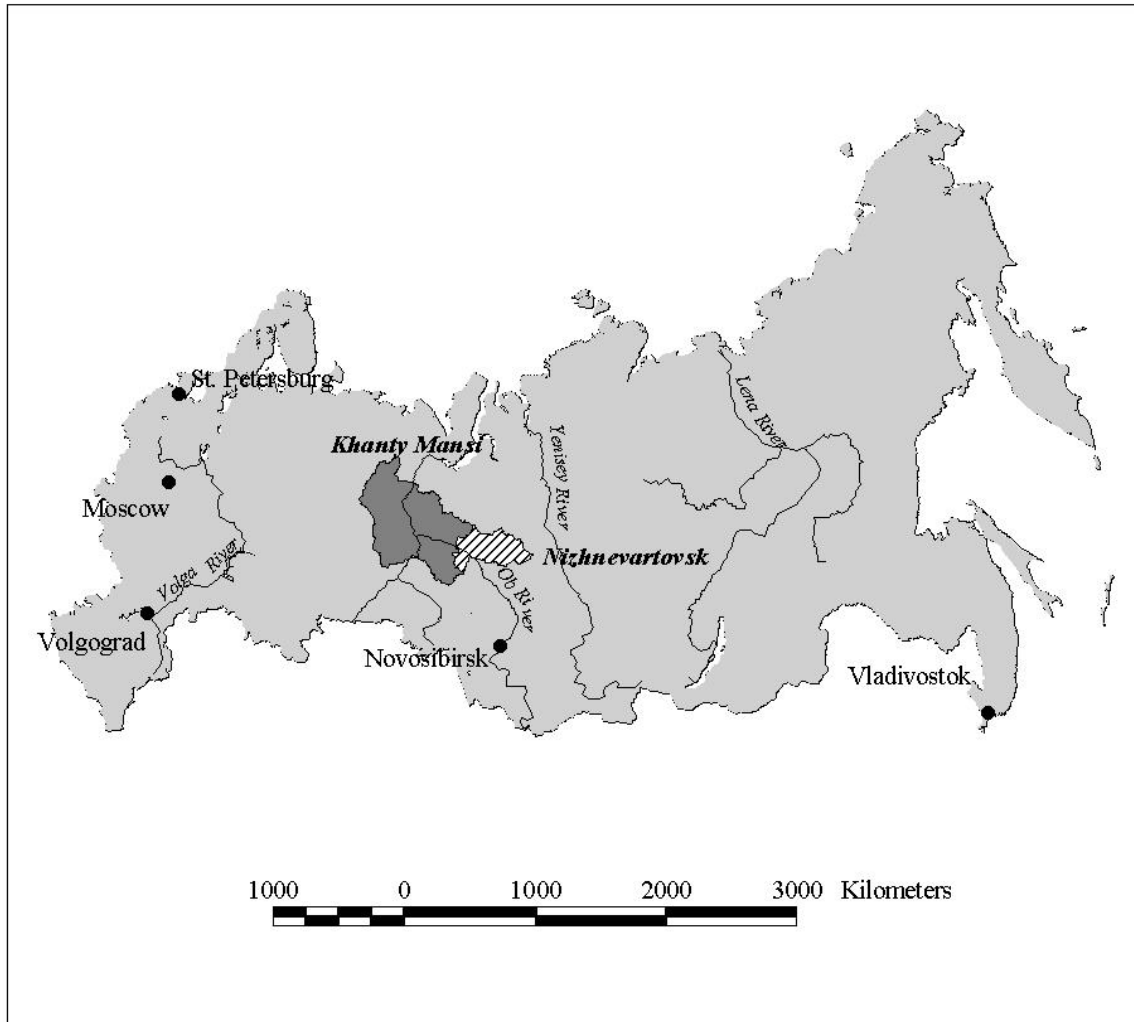 St. Petersburg
Khanty Mansi
Lena River
Yenisey River
Moscow
Nizhnevartovsk
Volga River
Ob River
Volgograd
Novosibirsk
Vladivostok
1000 0 1000 2000 3000 Kilometers